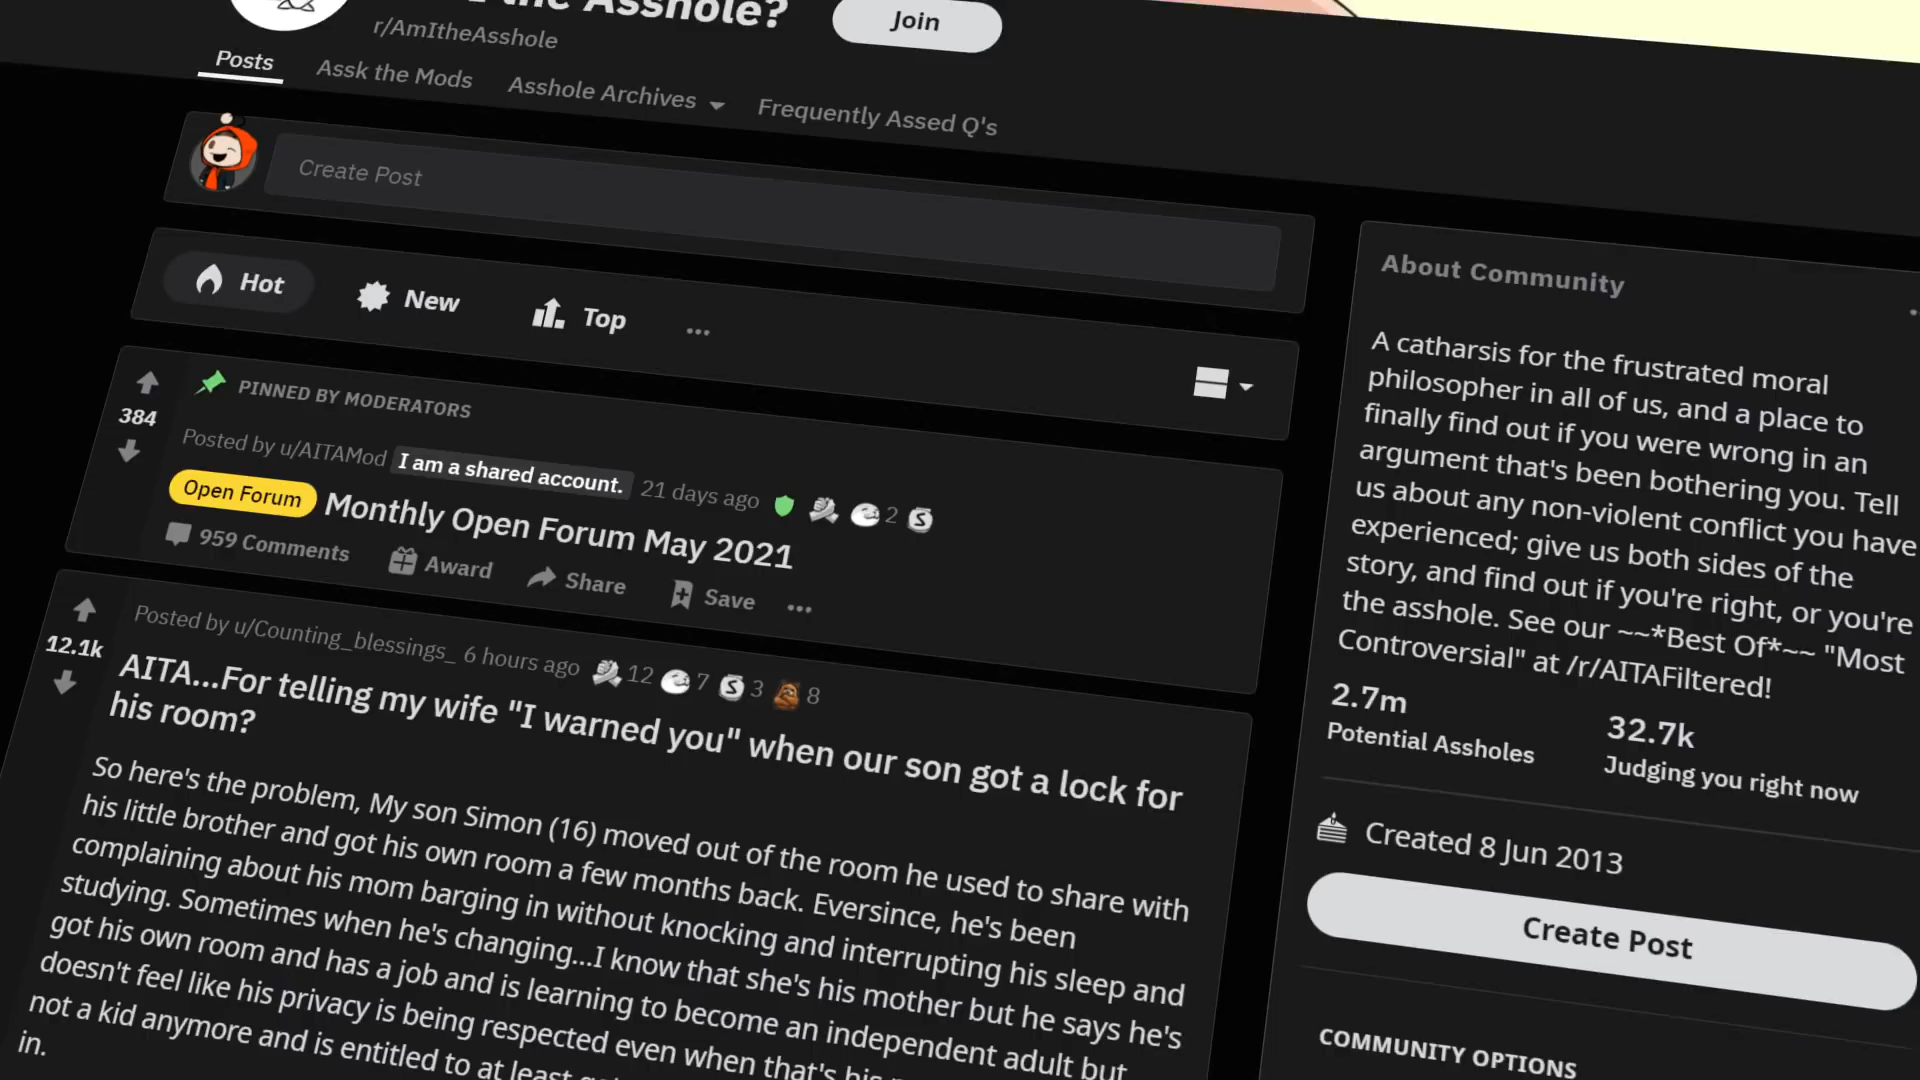 the Asshole?
Join
r/AmItheAsshole
Posts
Assk the Mods
Asshole Archives
Frequently Assed Q's
Create Post
Hot
New
Top
384
PINNED BY MODERATORS
Posted by u/AITAMod I am a shared account. 21 days ago 2
Open Forum Monthly Open Forum May 2021
959 Comments Award Share Save
12.1k
Posted by u/Counting_blessings_ 6 hours ago 12 7 3 8
AITA...For telling my wife "I warned you" when our son got a lock for
his room?
So here's the problem, My son Simon (16) moved out of the room he used to share with
his little brother and got his own room a few months back. Eversince, he's been
complaining about his mom barging in without knocking and interrupting his sleep and
studying. Sometimes when he's changing...I know that she's his mother but he says he's
got his own room and has a job and is learning to become an independent adult but
doesn't feel like his privacy is being respected even when that's his
not a kid anymore and is entitled to at least
in.
About Community
A catharsis for the frustrated moral
philosopher in all of us, and a place to
finally find out if you were wrong in an
argument that's been bothering you. Tell
us about any non-violent conflict you have
experienced; give us both sides of the
story, and find out if you're right, or you're
the asshole. See our ~~*Best Of*~~ "Most
Controversial" at /r/AITAFiltered!
2.7m
Potential Assholes
32.7k
Judging you right now
Created 8 Jun 2013
Create Post
COMMUNITY OPTIONS